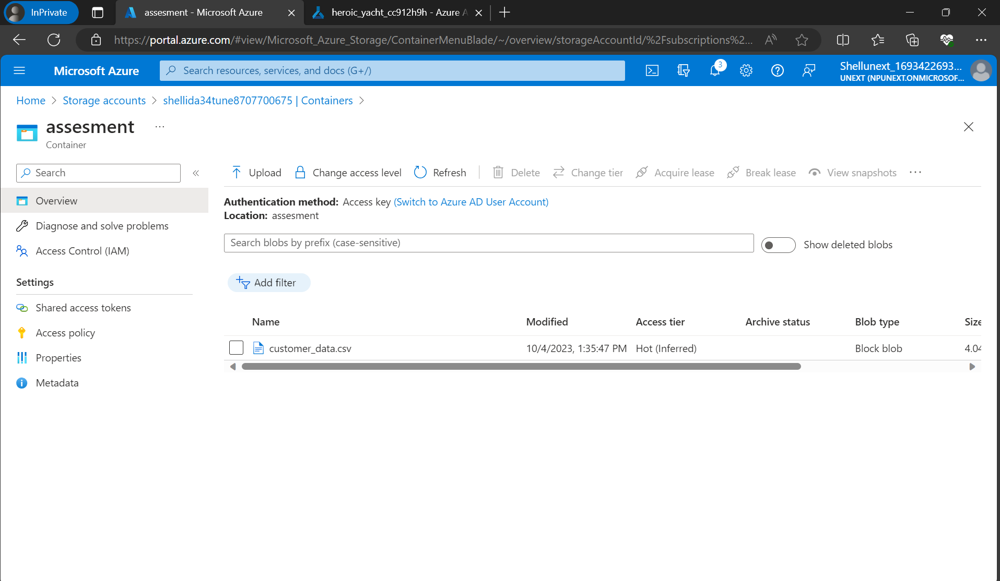 InPrivate
assesment - Microsoft Azure
heroic_yacht_cc912h9h - Azure A
https://portal.azure.com/#view/Microsoft_Azure_Storage/ContainerMenuBlade/~/overview/storageAccountId/%2Fsubscriptions%2...
Microsoft Azure
Search resources, services, and docs (G+/)
3
Shellunext_1693422693...
UNEXT (NPUNEXT.ONMICROSOF...
Home > Storage accounts > shellida34tune8707700675 | Containers >
assesment ...
Container
Search
Upload
Change access level
Refresh
Delete
Change tier
Acquire lease
Break lease
View snapshots
Overview
Diagnose and solve problems
Access Control (IAM)
Settings
Shared access tokens
Access policy
Properties
Metadata
Authentication method: Access key (Switch to Azure AD User Account)
Location: assesment
Search blobs by prefix (case-sensitive)
Show deleted blobs
Add filter
Name Modified Access tier Archive status Blob type Size
customer_data.csv 10/4/2023, 1:35:47 PM Hot (Inferred) Block blob 4.04